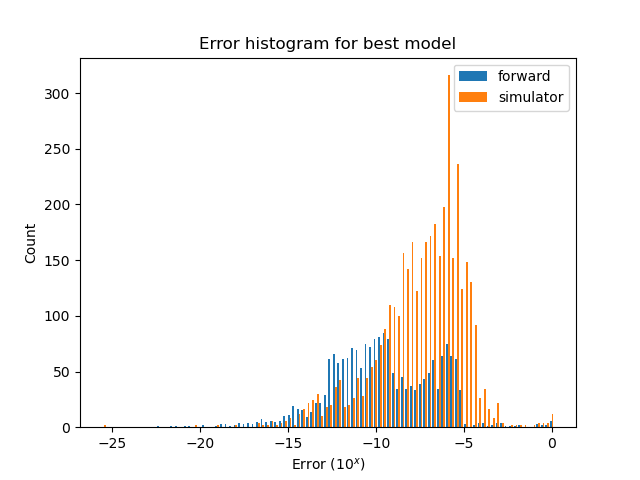 Error histogram for best model
forward
simulator
300
250
200
150
100
50
0
Count
−25 −20 −15 −10 −5 0
Error (10^x)